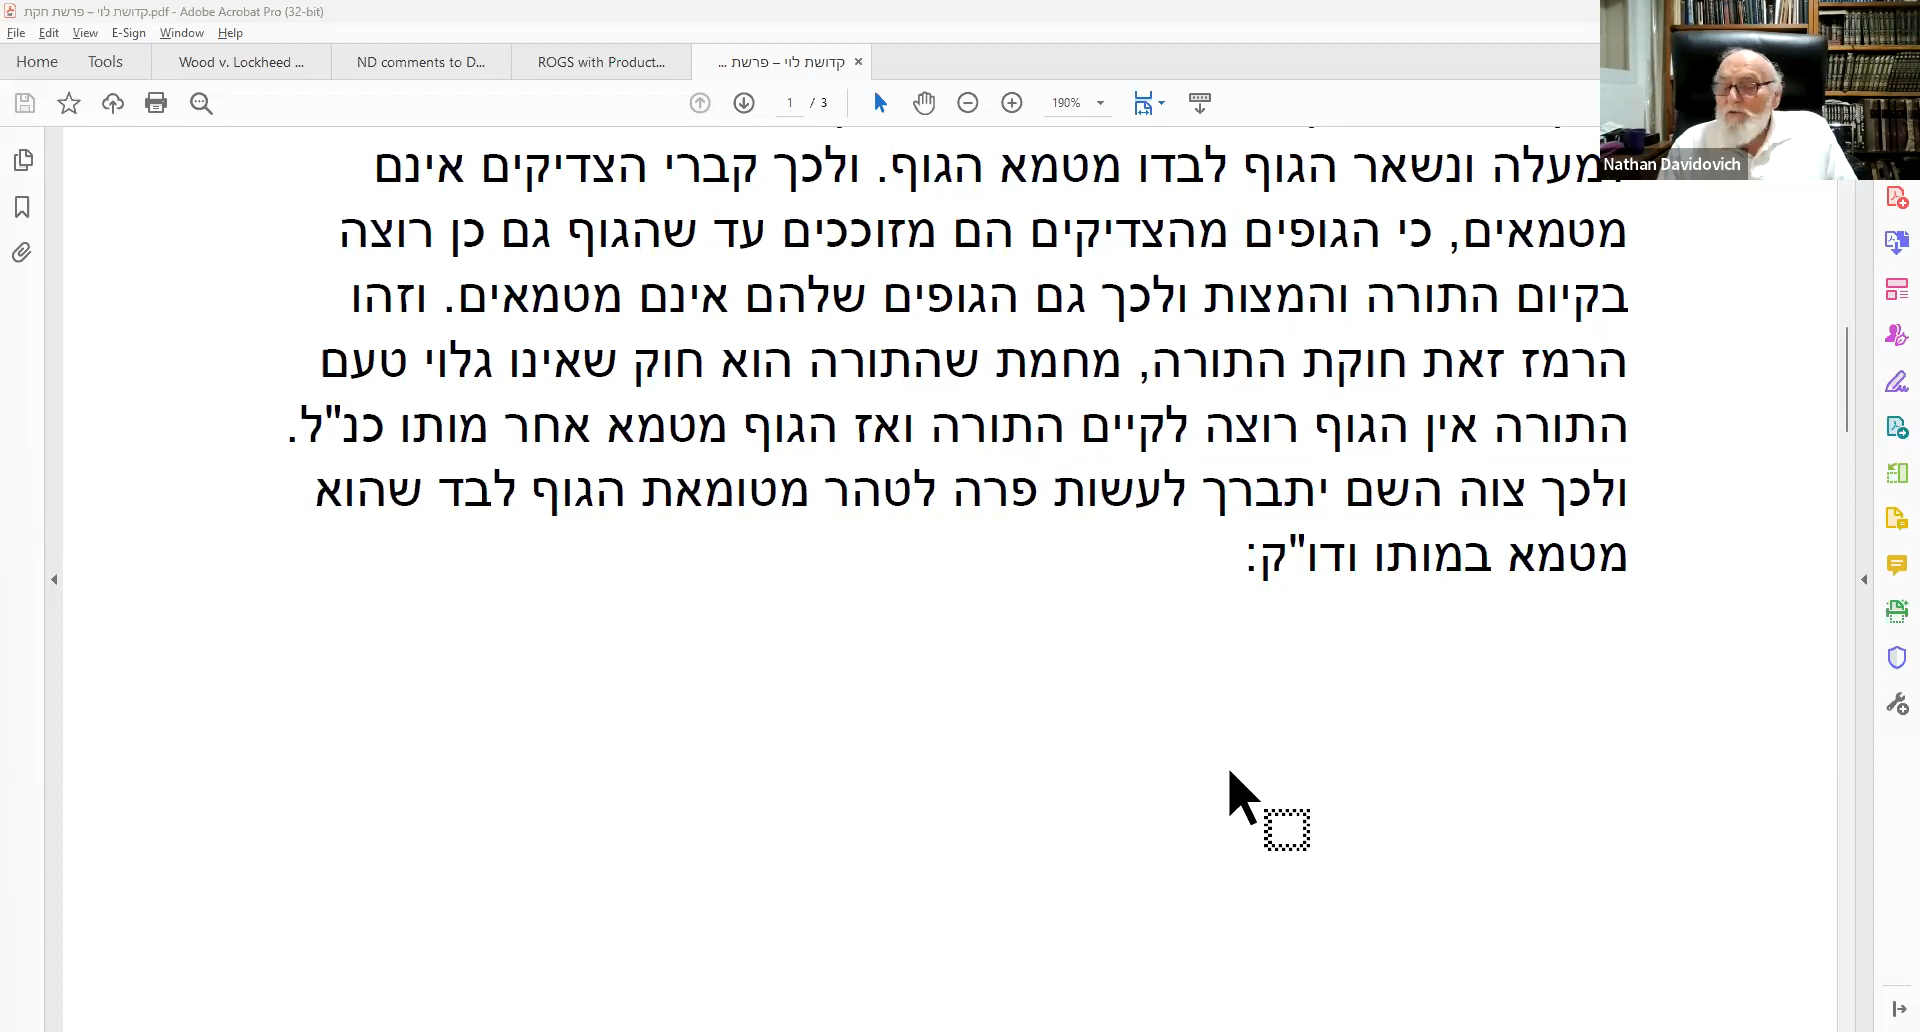 קדושת לוי – פרשת חקת.pdf - Adobe Acrobat Pro (32-bit)
File Edit View E-Sign Window Help
Home Tools Wood v. Lockheed ... ND comments to D... ROGS with Product... קדושת לוי – פרשת ... ×
1 / 3 190%
Nathan Davidovich
למעלה ונשאר הגוף לבדו מטמא הגוף. ולכך קברי הצדיקים אינם
מטמאים, כי הגופים מהצדיקים הם מזוככים עד שהגוף גם כן רוצה
בקיום התורה והמצות ולכך גם הגופים שלהם אינם מטמאים. וזהו
הרמז זאת חוקת התורה, מחמת שהתורה הוא חוק שאינו גלוי טעם
התורה אין הגוף רוצה לקיים התורה ואז הגוף מטמא אחר מותו כנ"ל.
ולכך צוה השם יתברך לעשות פרה לטהר מטומאת הגוף לבד שהוא
מטמא במותו ודו"ק: